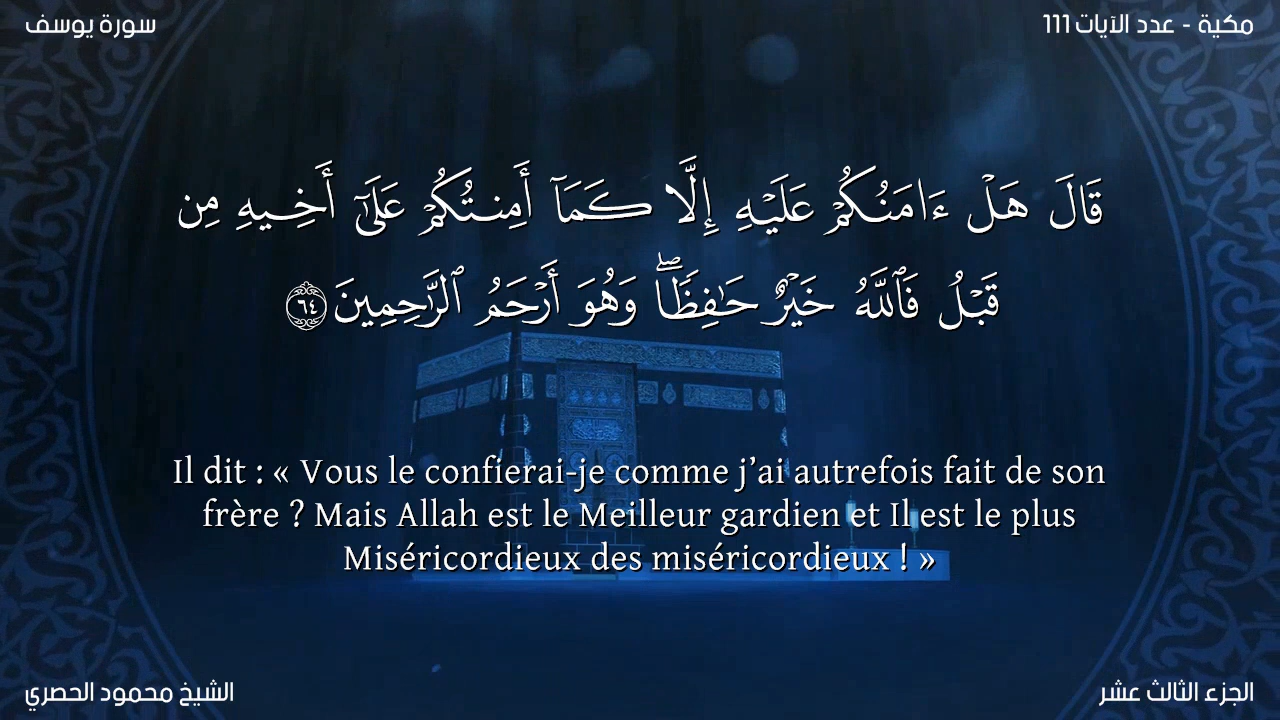 مكية - عدد الآيات 111
سورة يوسف
قَالَ هَلْ ءَامَنُكُمْ عَلَيْهِ إِلَّا كَمَآ أَمِنتُكُمْ عَلَىٰٓ أَخِيهِ مِن
قَبْلُ فَٱللَّهُ خَيْرٌ حَٰفِظًا ۖ وَهُوَ أَرْحَمُ ٱلرَّٰحِمِينَ ٦٤
Il dit : « Vous le confierai-je comme j’ai autrefois fait de son
frère ? Mais Allah est le Meilleur gardien et Il est le plus
Miséricordieux des miséricordieux ! »
الجزء الثالث عشر
الشيخ محمود الحصري